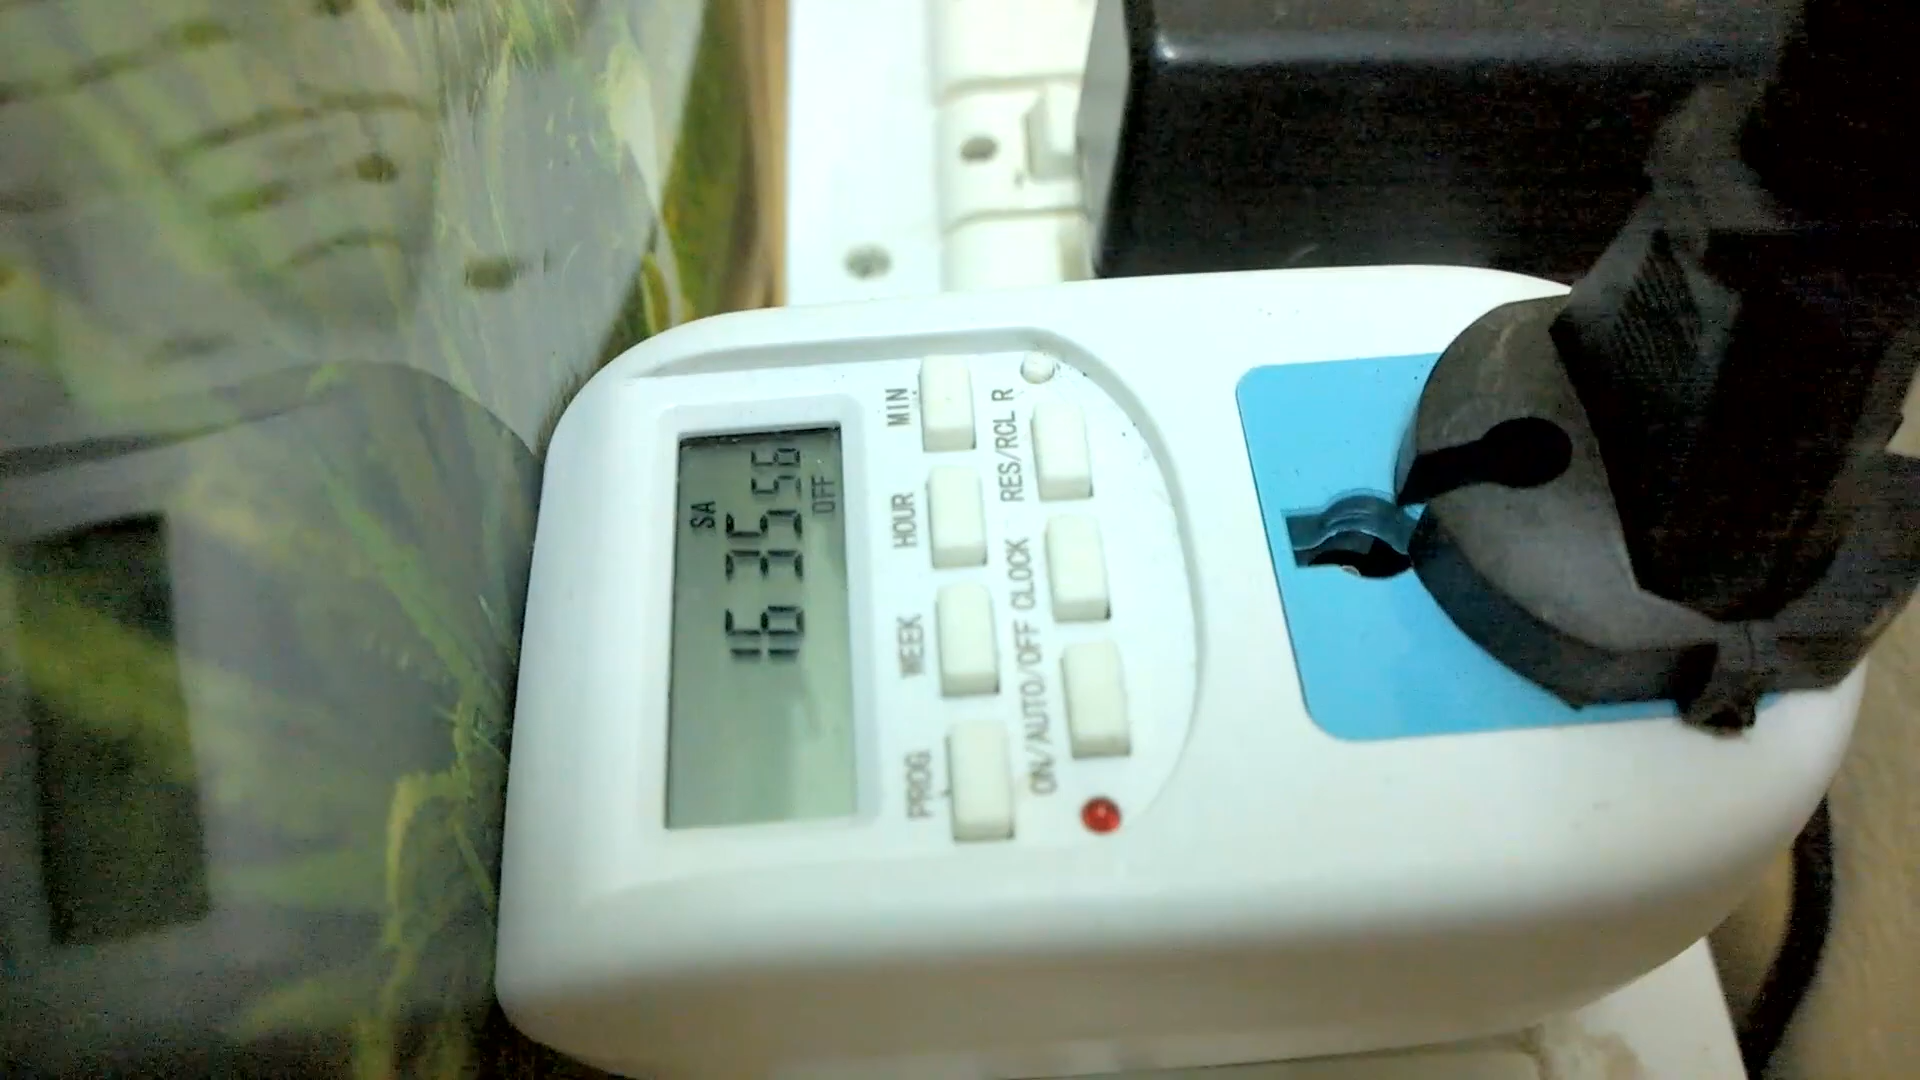 SA
16 35 56
OFF
PROG WEEK HOUR MIN
ON/AUTO/OFF CLOCK RES/RCL R